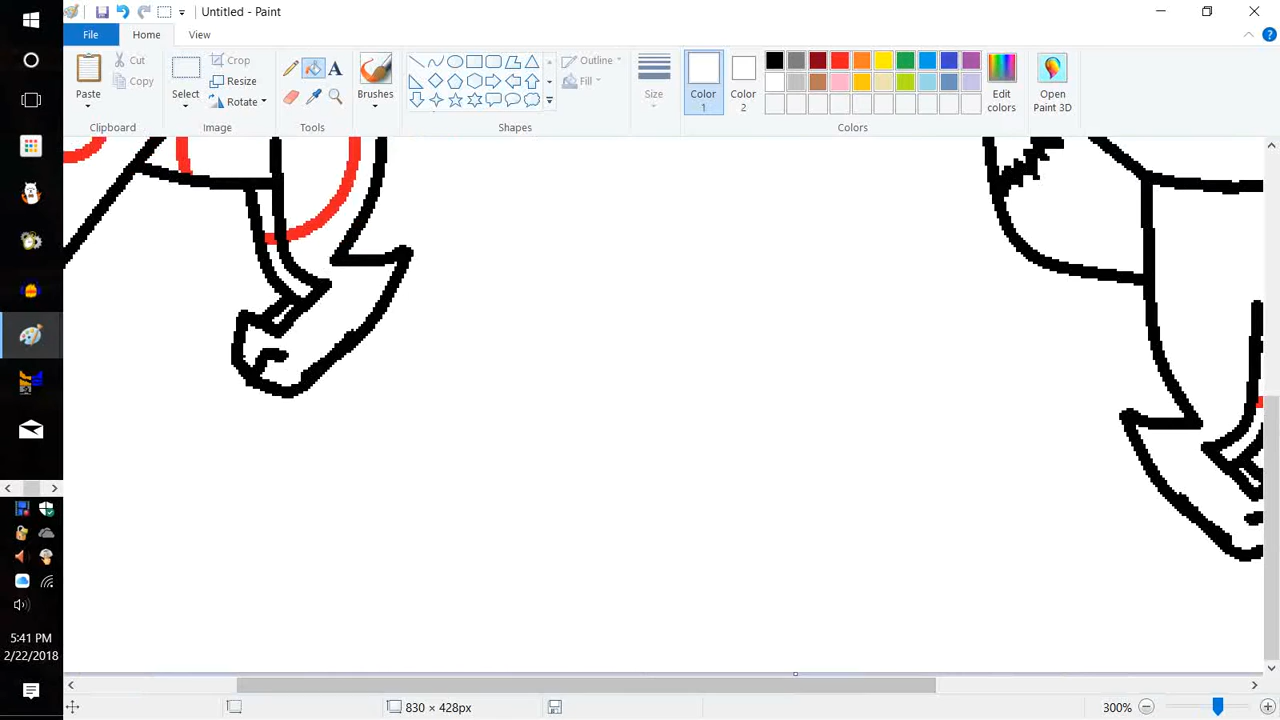 Untitled - Paint
File Home View
Paste
Cut
Copy
Clipboard
Select
Crop
Resize
Rotate
Image
A
Tools
Brushes
Shapes
Outline
Fill
Size
Color 1
Color 2
Edit colors
Colors
Open Paint 3D
5:41 PM
2/22/2018
830 × 428px
300%